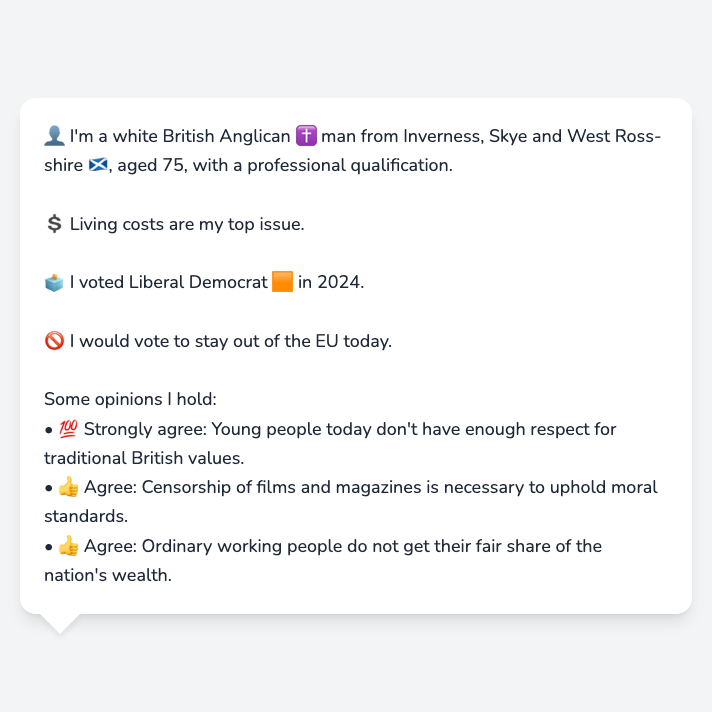 👤 I'm a white British Anglican ✝️ man from Inverness, Skye and West Ross-
shire 🏴󠁧󠁢󠁳󠁣󠁴󠁿, aged 75, with a professional qualification.
💲 Living costs are my top issue.
🗳️ I voted Liberal Democrat 🟧 in 2024.
🚫 I would vote to stay out of the EU today.
Some opinions I hold:
• 💯 Strongly agree: Young people today don't have enough respect for
traditional British values.
• 👍 Agree: Censorship of films and magazines is necessary to uphold moral
standards.
• 👍 Agree: Ordinary working people do not get their fair share of the
nation's wealth.